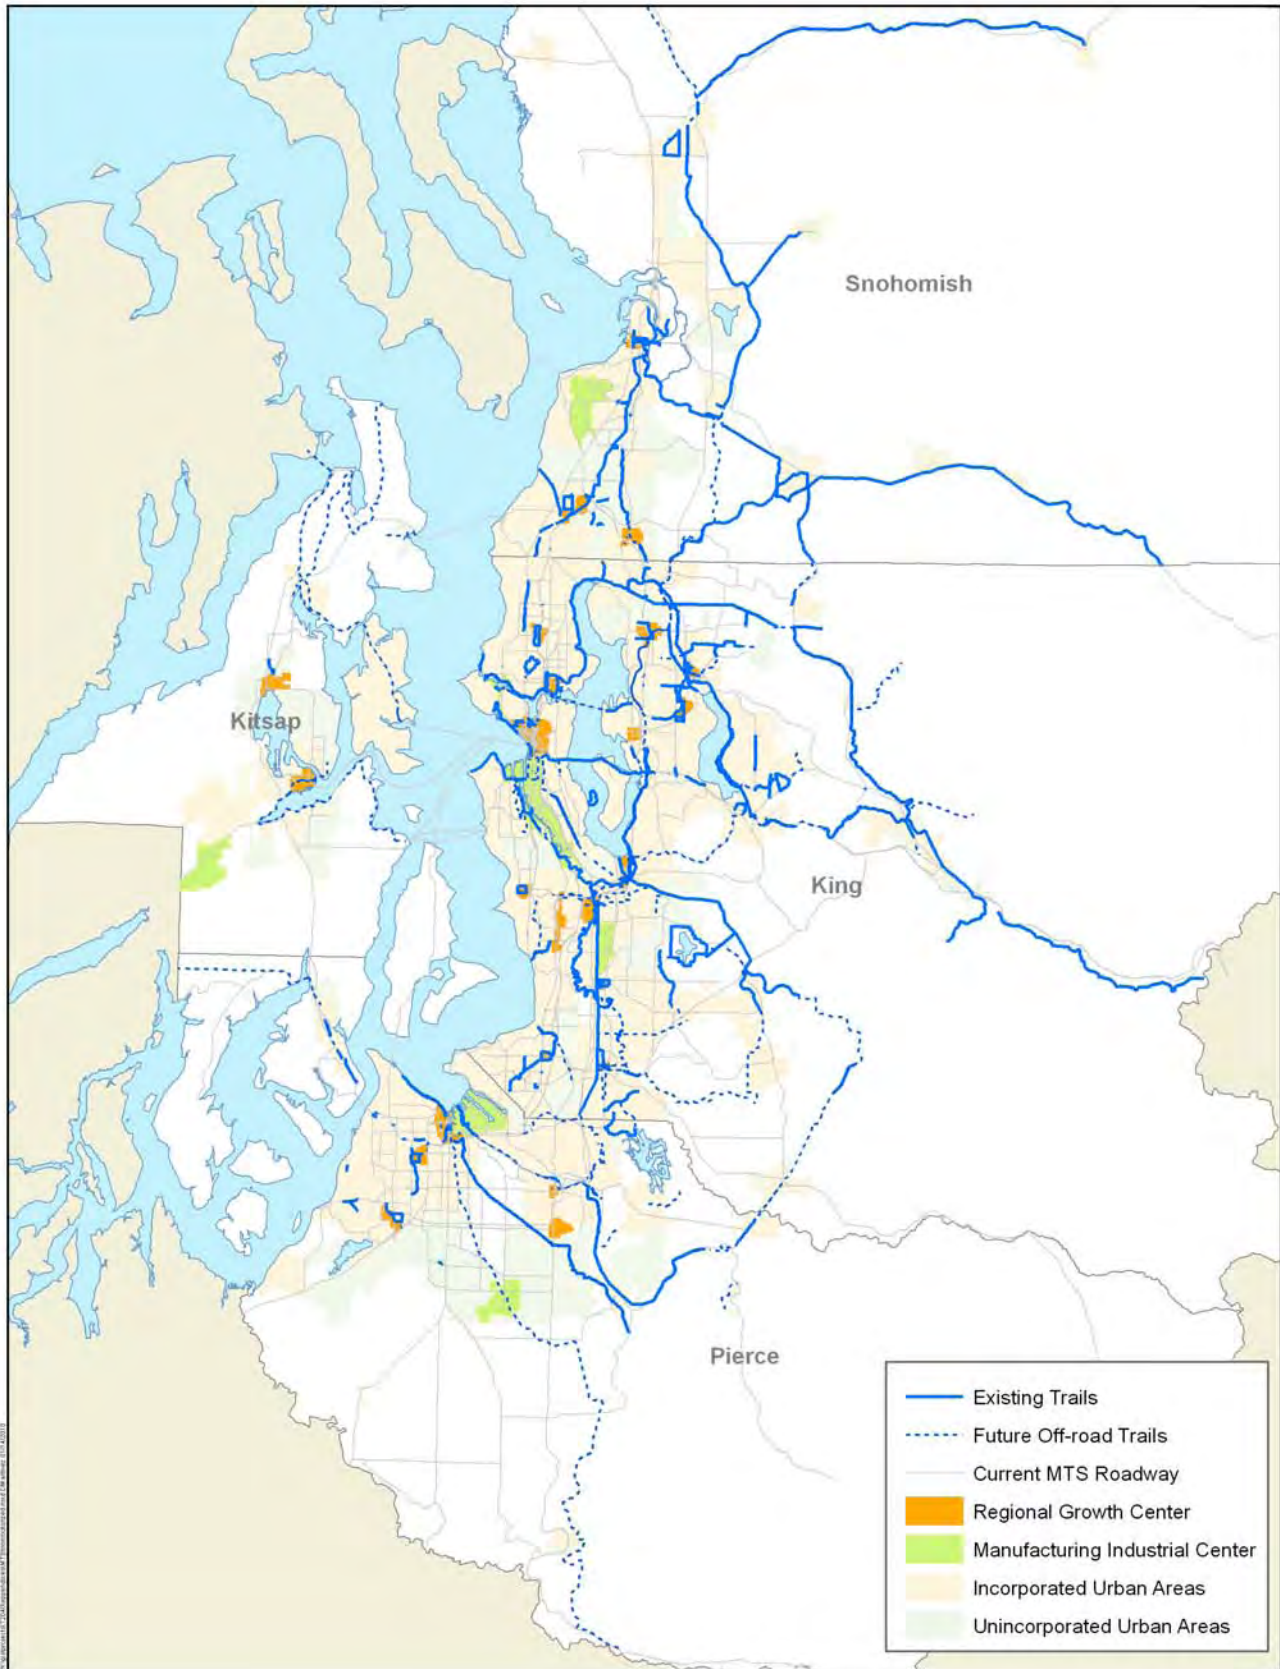 Snohomish
Kitsap
King
Pierce
Existing Trails
Future Off-road Trails
Current MTS Roadway
Regional Growth Center
Manufacturing Industrial Center
Incorporated Urban Areas
Unincorporated Urban Areas